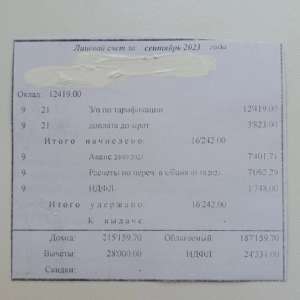 Лицевой счет за сентябрь 2023 года
Оклад: 12419.00
9 21 З/п по тарификации 12419.00
9 21 доплата до мрот 3823.00
Итого начислено: 16242.00
9 Аванс
9 Расчеты по переч. в
9 НДФЛ
Итого удержано: 16242.00
К выдаче: -
Доход: 215159.70 Облагаемый: 187159.70
Вычеты: 28000.00 НДФЛ: 24331.00
Скидки: -